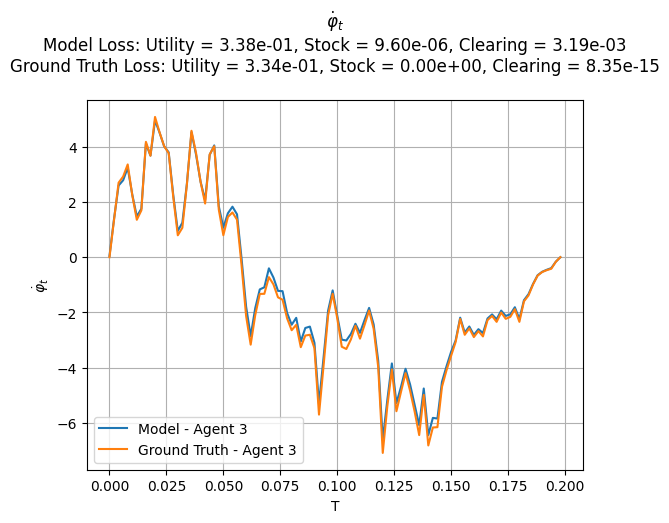 φ̇ₜ
Model Loss: Utility = 3.38e-01, Stock = 9.60e-06, Clearing = 3.19e-03
Ground Truth Loss: Utility = 3.34e-01, Stock = 0.00e+00, Clearing = 8.35e-15
4
2
0
−2
−4
−6
φ̇ₜ
Model - Agent 3
Ground Truth - Agent 3
0.000 0.025 0.050 0.075 0.100 0.125 0.150 0.175 0.200
T